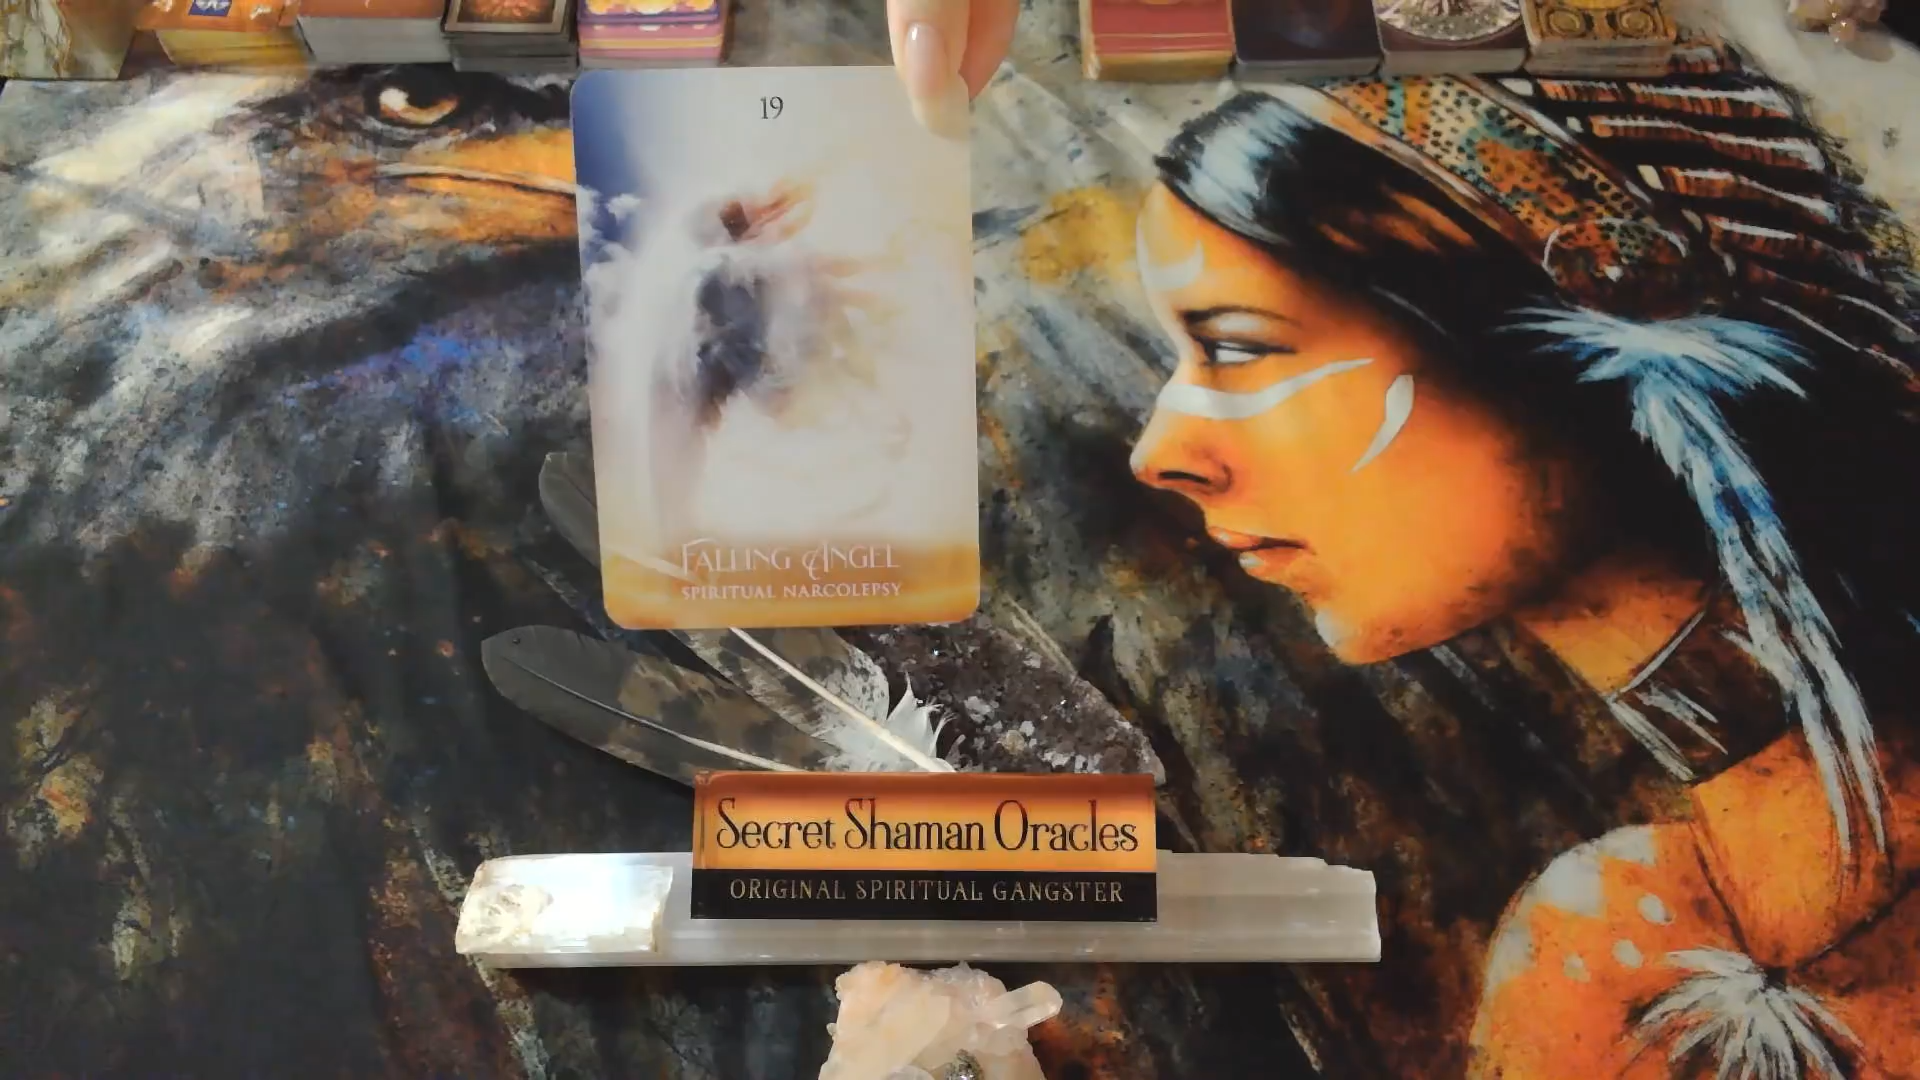 19
FALLING ANGEL
SPIRITUAL NARCOLEPSY
Secret Shaman Oracles
ORIGINAL SPIRITUAL GANGSTER